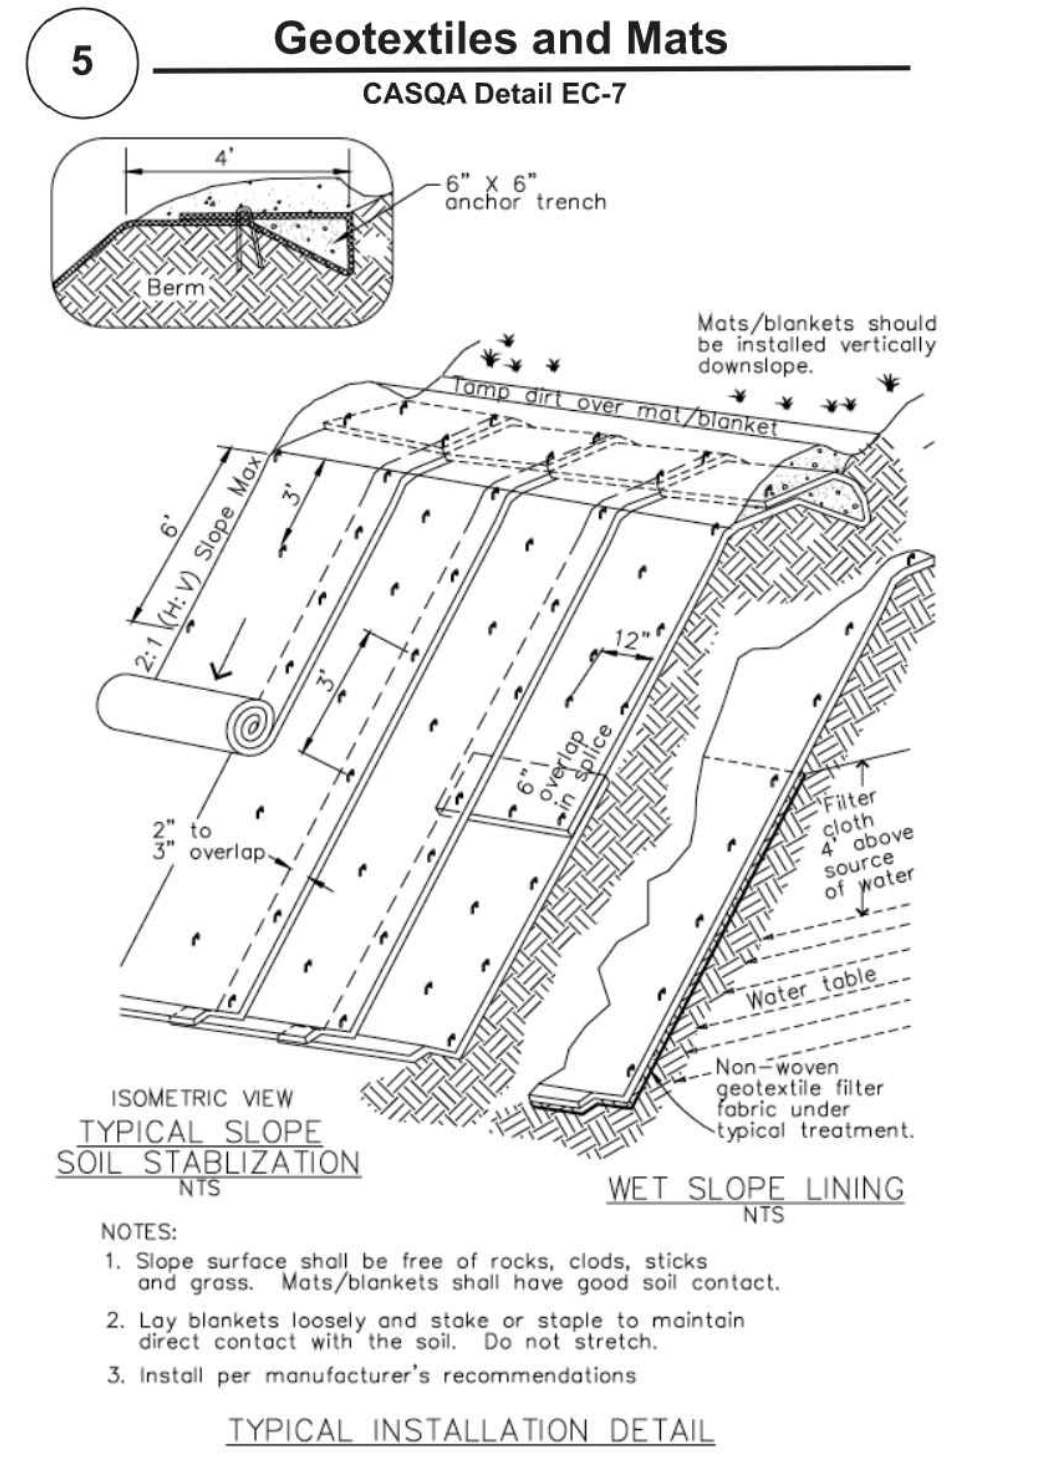 5
Geotextiles and Mats
CASQA Detail EC-7
4'
6" X 6"
anchor trench
Berm
Mats/blankets should
be installed vertically
downslope.
Tamp dirt over mat/blanket
6'
2:1 (H:V) Slope Max
3'
12"
3'
6"
overlap
in splice
2" to
3" overlap
Filter
cloth
4' above
source
of water
Water table
Non-woven
geotextile filter
fabric under
typical treatment.
ISOMETRIC VIEW
TYPICAL SLOPE
SOIL STABLIZATION
NTS
WET SLOPE LINING
NTS
NOTES:
1. Slope surface shall be free of rocks, clods, sticks
and grass. Mats/blankets shall have good soil contact.
2. Lay blankets loosely and stake or staple to maintain
direct contact with the soil. Do not stretch.
3. Install per manufacturer's recommendations
TYPICAL INSTALLATION DETAIL